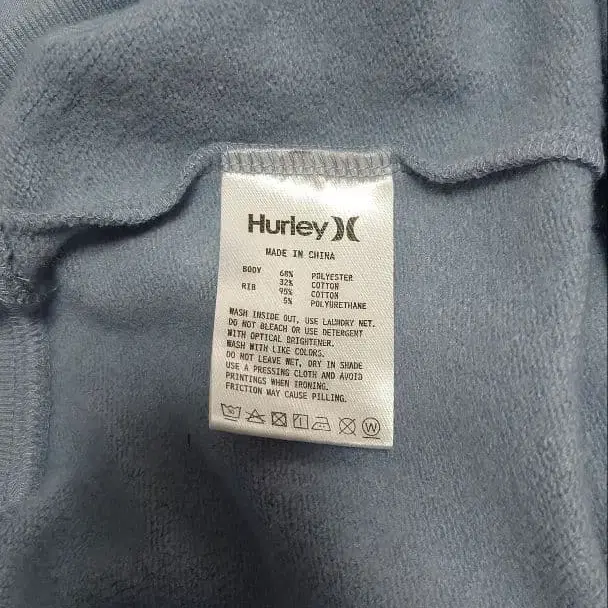 Hurley
MADE IN CHINA
BODY 68% POLYESTER
32% COTTON
RIB 95% COTTON
5% POLYURETHANE
WASH INSIDE OUT, USE LAUNDRY NET.
DO NOT BLEACH OR USE DETERGENT
WITH OPTICAL BRIGHTENER.
WASH WITH LIKE COLORS.
DO NOT LEAVE WET, DRY IN SHADE
USE A PRESSING CLOTH AND AVOID
PRINTINGS WHEN IRONING.
FRICTION MAY CAUSE PILLING.
W